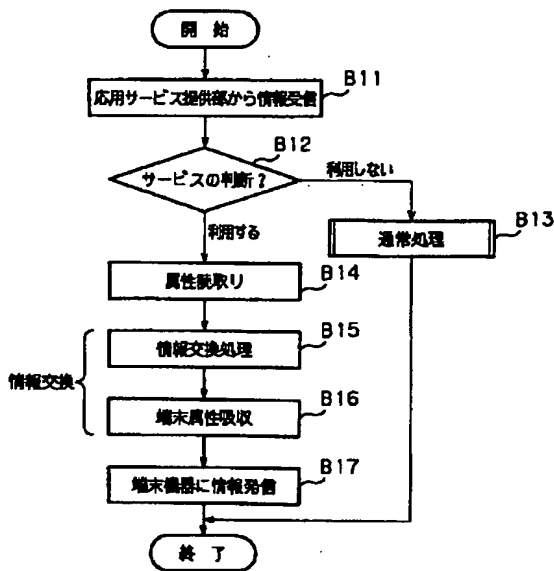 開始
応用サービス提供部から情報受信
B11
サービスの判断?
B12
利用しない
利用する
通常処理
B13
属性読取り
B14
情報交換
情報交換処理
B15
端末属性吸収
B16
端末機器に情報発信
B17
終了